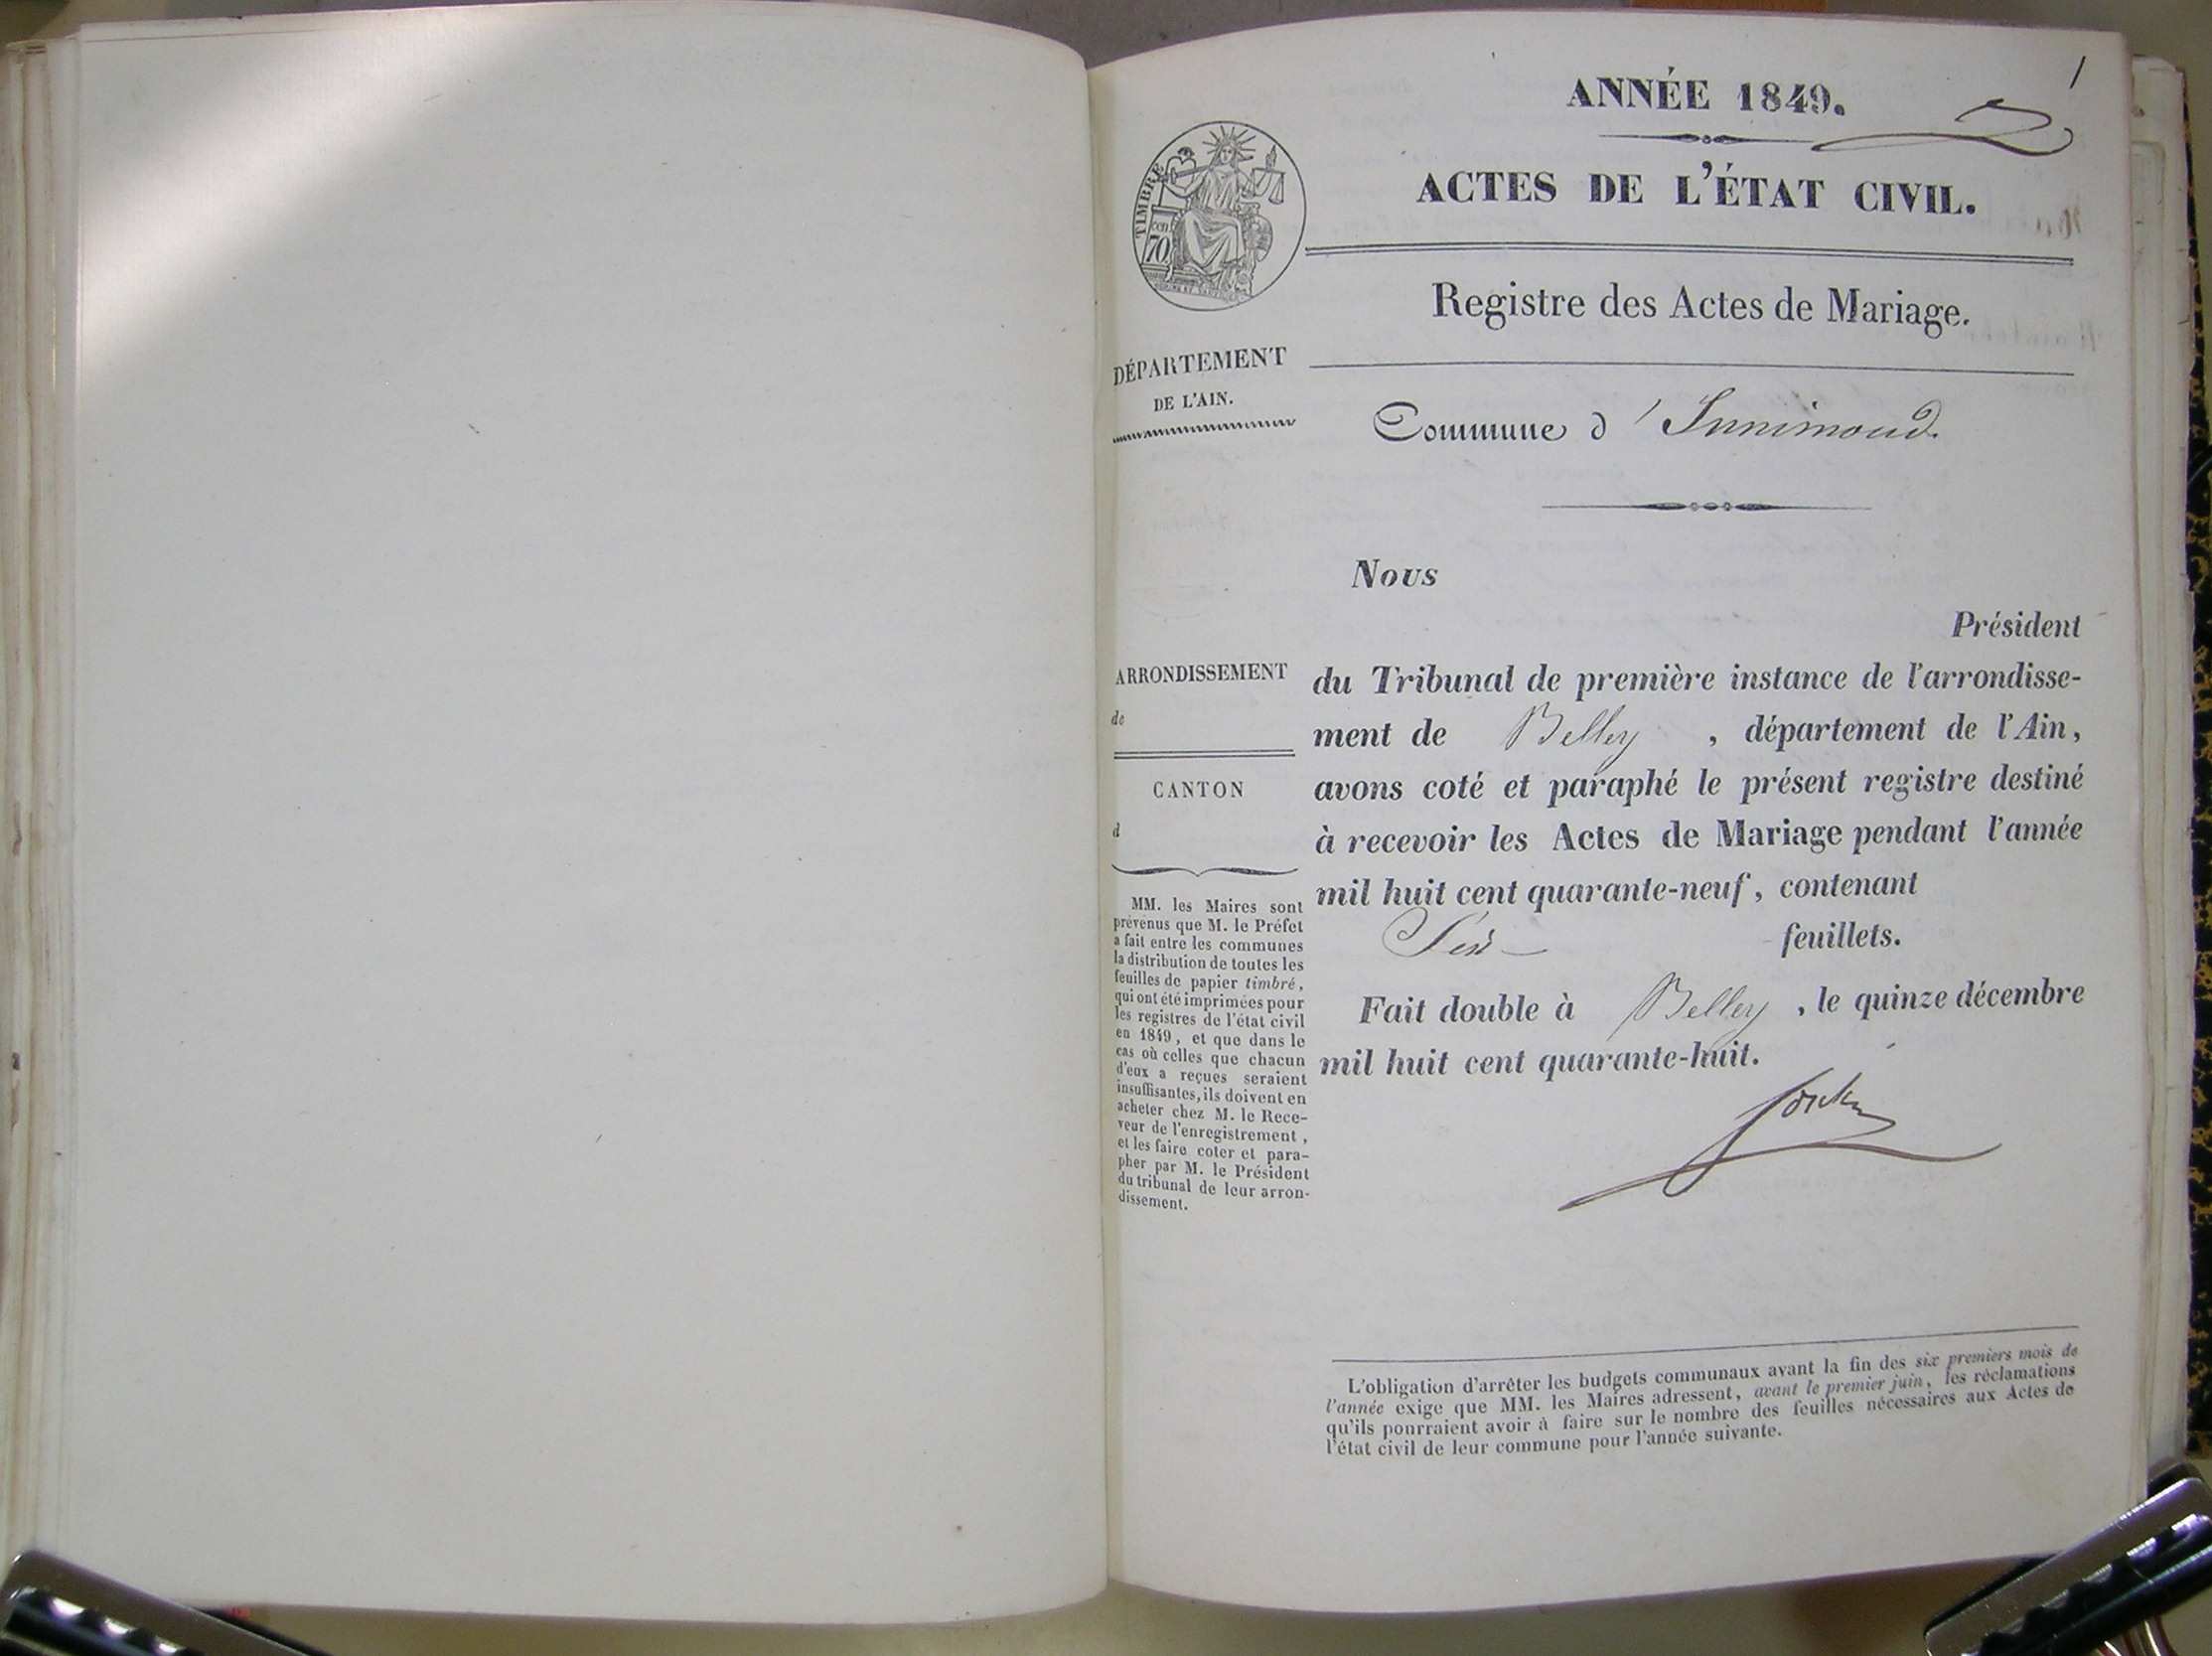 1
ANNÉE 1849.
ACTES DE L'ÉTAT CIVIL.
TIMBRE
cen
70
Registre des Actes de Mariage.
DÉPARTEMENT
DE L'AIN.
Commune d'Innimond.
Nous
Président
du Tribunal de première instance de l'arrondisse-
ment de Belley, département de l'Ain,
avons coté et paraphé le présent registre destiné
à recevoir les Actes de Mariage pendant l'année
mil huit cent quarante-neuf, contenant
Six feuillets.
Fait double à Belley, le quinze décembre
mil huit cent quarante-huit.
ARRONDISSEMENT
de
CANTON
d
MM. les Maires sont
prévenus que M. le Préfet
a fait entre les communes
la distribution de toutes les
feuilles de papier timbré,
qui ont été imprimées pour
les registres de l'état civil
en 1849, et que dans le
cas où celles que chacun
d'eux a reçues seraient
insuffisantes, ils doivent en
acheter chez M. le Rece-
veur de l'enregistrement,
et les faire coter et para-
pher par M. le Président
du tribunal de leur arron-
dissement.
L'obligation d'arrêter les budgets communaux avant la fin des six premiers mois de
l'année exige que MM. les Maires adressent, avant le premier juin, les réclamations
qu'ils pourraient avoir à faire sur le nombre des feuilles nécessaires aux Actes de
l'état civil de leur commune pour l'année suivante.